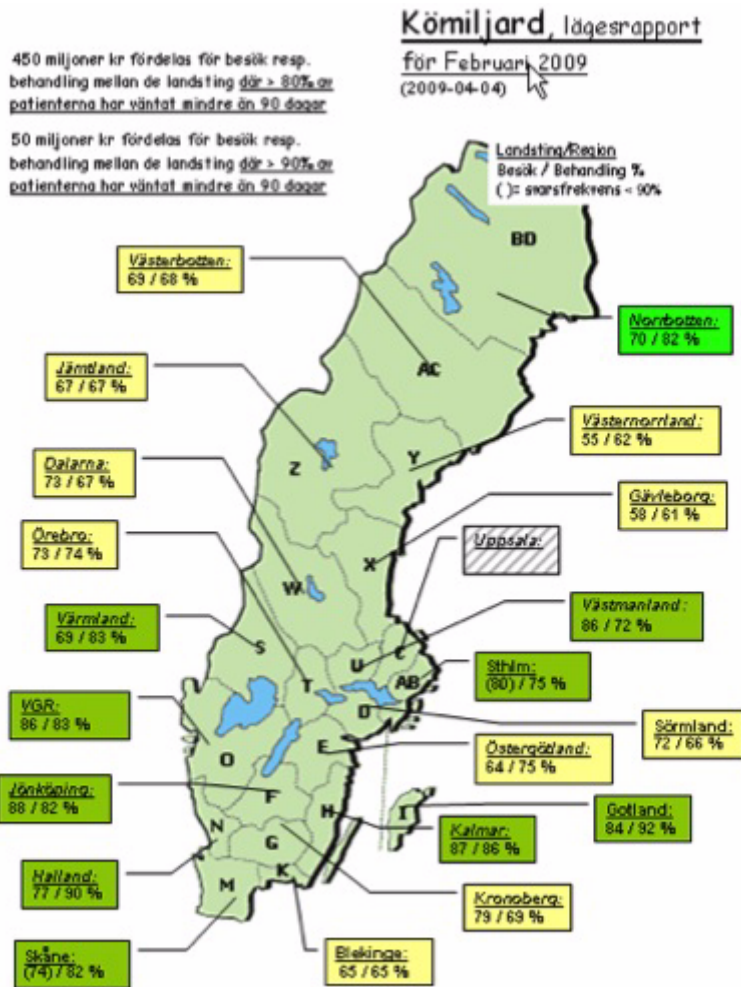 Kömiljard, lägesrapport
för Februari 2009
(2009-04-04)
450 miljoner kr fördelas för besök resp.
behandling mellan de landsting där > 80% av
patienterna har väntat mindre än 90 dagar
50 miljoner kr fördelas för besök resp.
behandling mellan de landsting där > 90% av
patienterna har väntat mindre än 90 dagar
Landsting/Region
Besök / Behandling %
( )= svarsfrekvens < 90%
BD
Västerbotten:
69 / 68 %
Norrbotten:
70 / 82 %
Jämtland:
67 / 67 %
AC
Västernorrland:
55 / 62 %
Z
Y
Dalarna:
73 / 67 %
Gävleborg:
58 / 61 %
Örebro:
73 / 74 %
Uppsala:
X
W
Värmland:
69 / 83 %
Västmanland:
86 / 72 %
S
U
C
T
AB
Sthlm:
(80) / 75 %
VGR:
86 / 83 %
D
Sörmland:
72 / 66 %
O
E
Östergötland:
64 / 75 %
Jönköping:
88 / 82 %
F
H
I
Gotland:
84 / 92 %
N
G
Kalmar:
87 / 86 %
Halland:
77 / 90 %
M
K
Kronoberg:
79 / 69 %
Skåne:
(74) / 82 %
Blekinge:
65 / 65 %